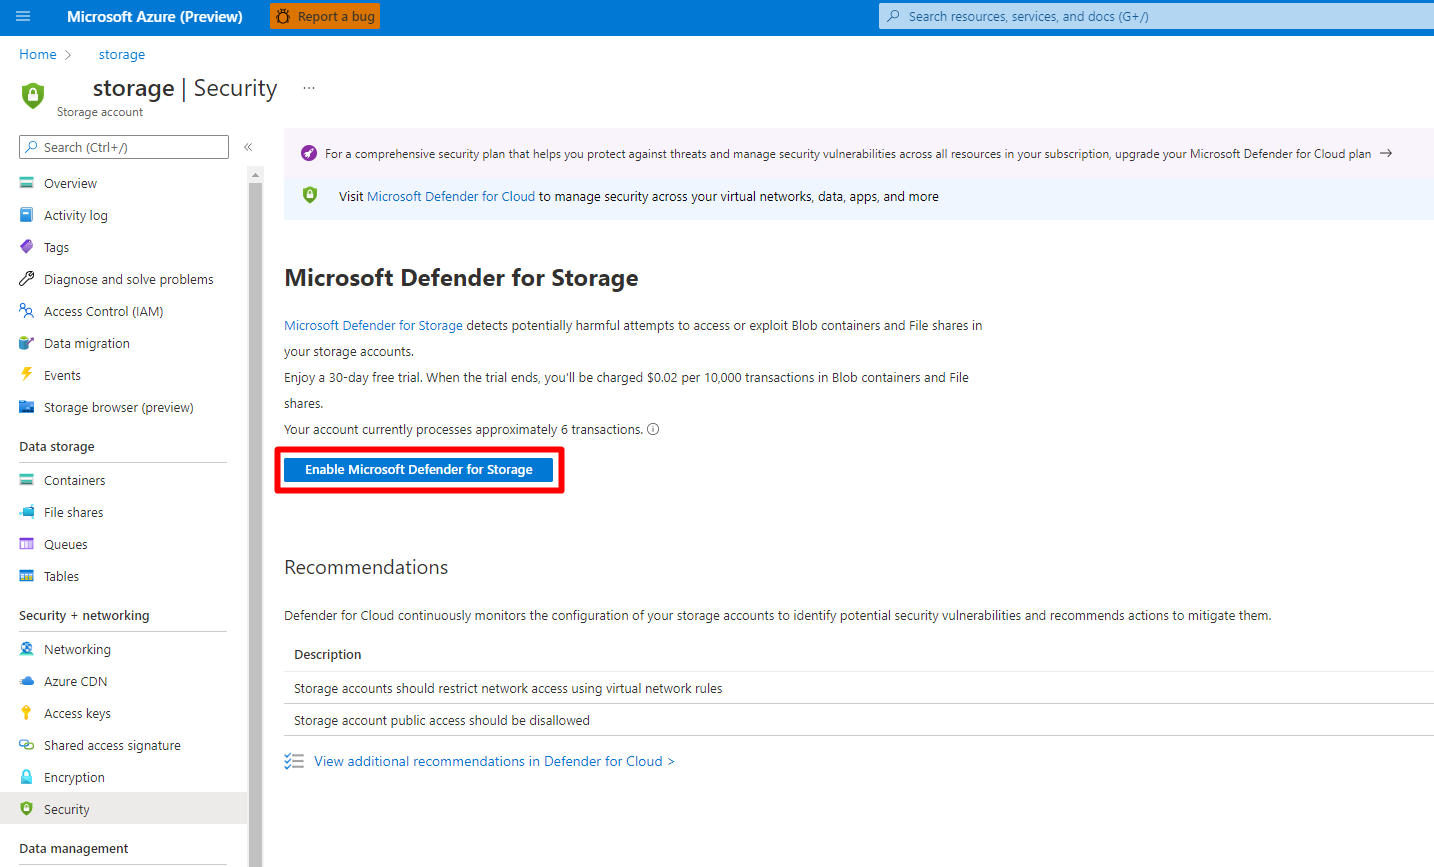 Microsoft Azure (Preview)
Report a bug
Search resources, services, and docs (G+/)
Home
storage
storage | Security
...
Storage account
Search (Ctrl+/)
«
Overview
Activity log
Tags
Diagnose and solve problems
Access Control (IAM)
Data migration
Events
Storage browser (preview)
Data storage
Containers
File shares
Queues
Tables
Security + networking
Networking
Azure CDN
Access keys
Shared access signature
Encryption
Security
Data management
For a comprehensive security plan that helps you protect against threats and manage security vulnerabilities across all resources in your subscription, upgrade your Microsoft Defender for Cloud plan →
Visit Microsoft Defender for Cloud to manage security across your virtual networks, data, apps, and more
Microsoft Defender for Storage
Microsoft Defender for Storage detects potentially harmful attempts to access or exploit Blob containers and File shares in
your storage accounts.
Enjoy a 30-day free trial. When the trial ends, you'll be charged $0.02 per 10,000 transactions in Blob containers and File
shares.
Your account currently processes approximately 6 transactions.
Enable Microsoft Defender for Storage
Recommendations
Defender for Cloud continuously monitors the configuration of your storage accounts to identify potential security vulnerabilities and recommends actions to mitigate them.
Description
Storage accounts should restrict network access using virtual network rules
Storage account public access should be disallowed
View additional recommendations in Defender for Cloud >